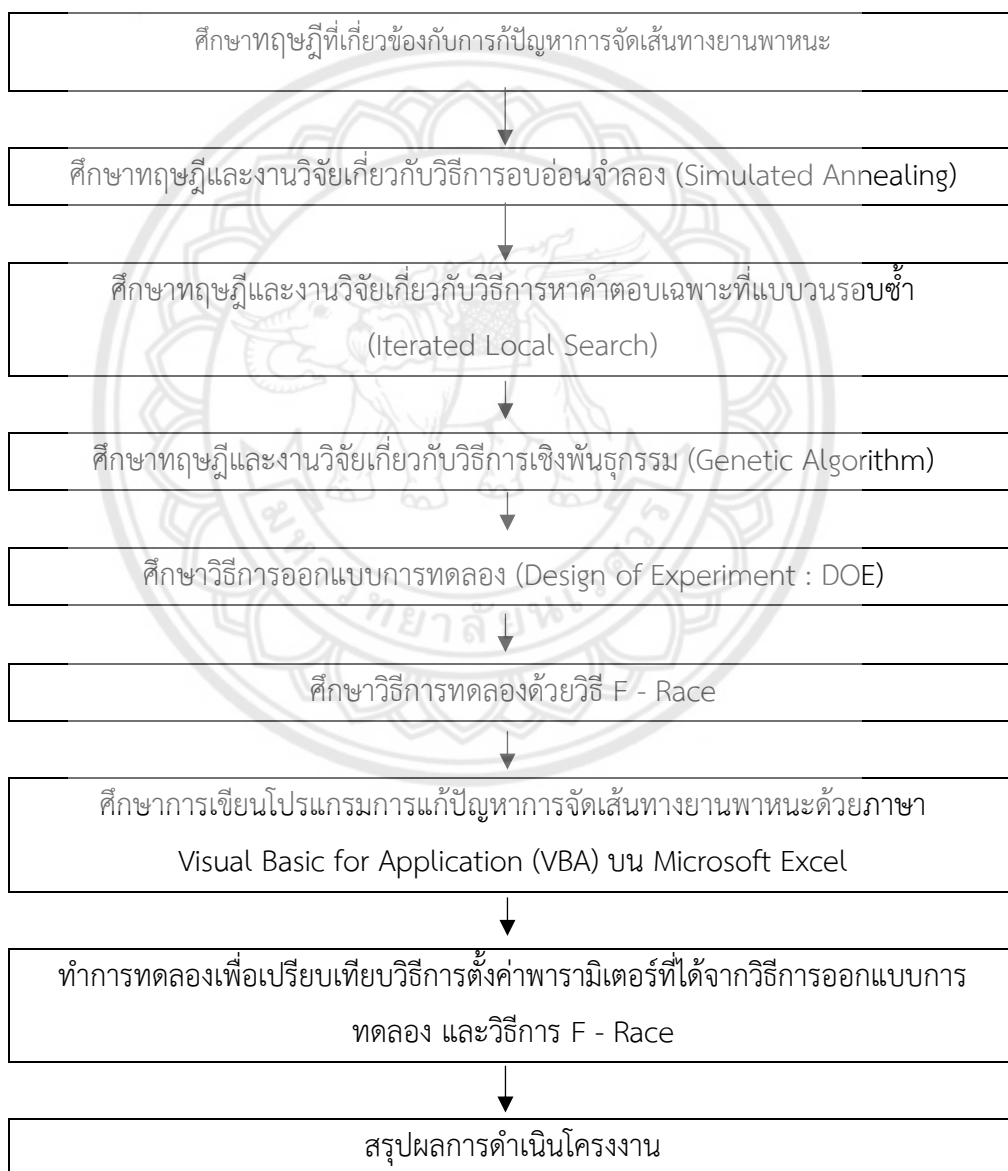 ศึกษาทฤษฎีที่เกี่ยวข้องกับการก้ปัญหาการจัดเส้นทางยานพาหนะ
ศึกษาทฤษฎีและงานวิจัยเกี่ยวกับวิธีการอบอ่อนจำลอง (Simulated Annealing)
ศึกษาทฤษฎีและงานวิจัยเกี่ยวกับวิธีการหาคำตอบเฉพาะที่แบบวนรอบซ้ำ
(Iterated Local Search)
ศึกษาทฤษฎีและงานวิจัยเกี่ยวกับวิธีการเชิงพันธุกรรม (Genetic Algorithm)
ศึกษาวิธีการออกแบบการทดลอง (Design of Experiment : DOE)
มหาวิทยาลัยนเรศวร
ศึกษาวิธีการทดลองด้วยวิธี F - Race
ศึกษาการเขียนโปรแกรมการแก้ปัญหาการจัดเส้นทางยานพาหนะด้วยภาษา
Visual Basic for Application (VBA) บน Microsoft Excel
ทำการทดลองเพื่อเปรียบเทียบวิธีการตั้งค่าพารามิเตอร์ที่ได้จากวิธีการออกแบบการ
ทดลอง และวิธีการ F - Race
สรุปผลการดำเนินโครงงาน